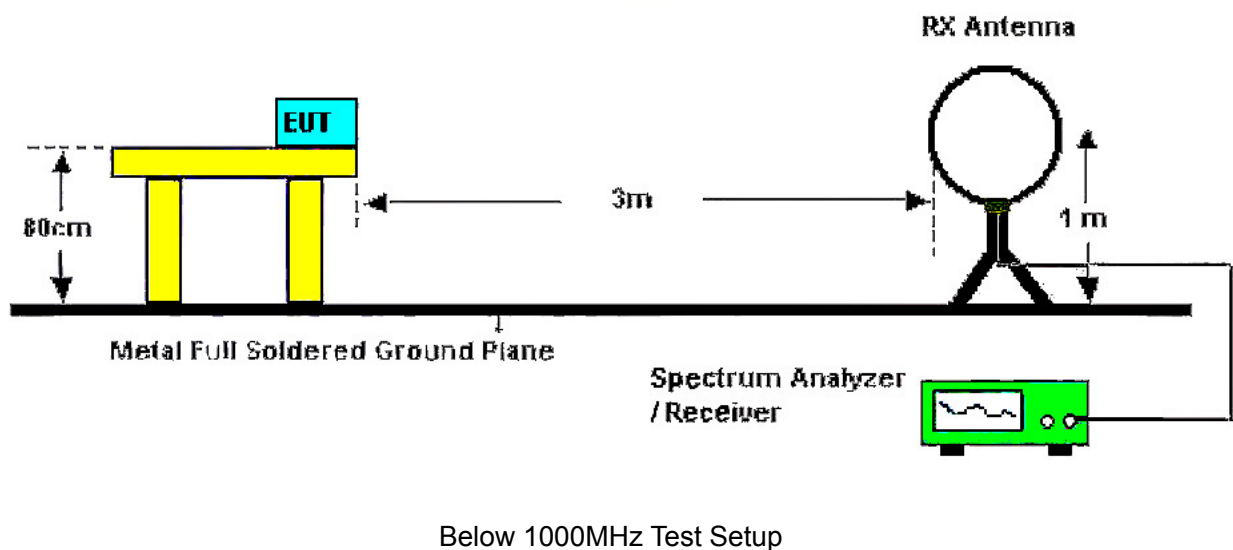 RX Antenna
EUT
3m
80cm
1 m
Metal Full Soldered Ground Plane
Spectrum Analyzer
/ Receiver
Below 1000MHz Test Setup